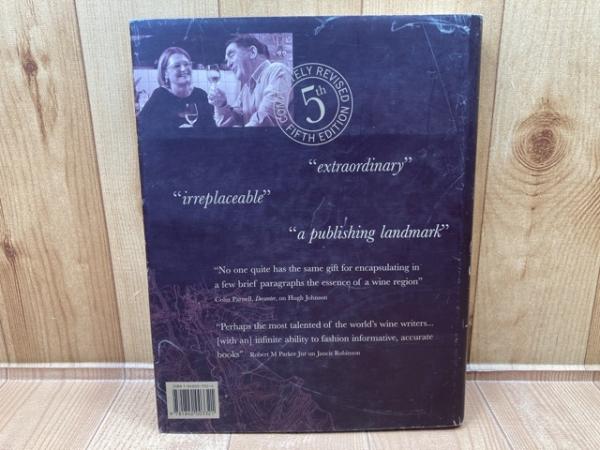 COMPLETELY REVISED
5th
FIFTH EDITION
“extraordinary”
“irreplaceable”
“a publishing landmark”
“No one quite has the same gift for encapsulating in
a few brief paragraphs the essence of a wine region”
Colin Parnell, Decanter, on Hugh Johnson
“Perhaps the most talented of the world's wine writers...
[with an] infinite ability to fashion informative, accurate
books” Robert M Parker Jnr on Jancis Robinson